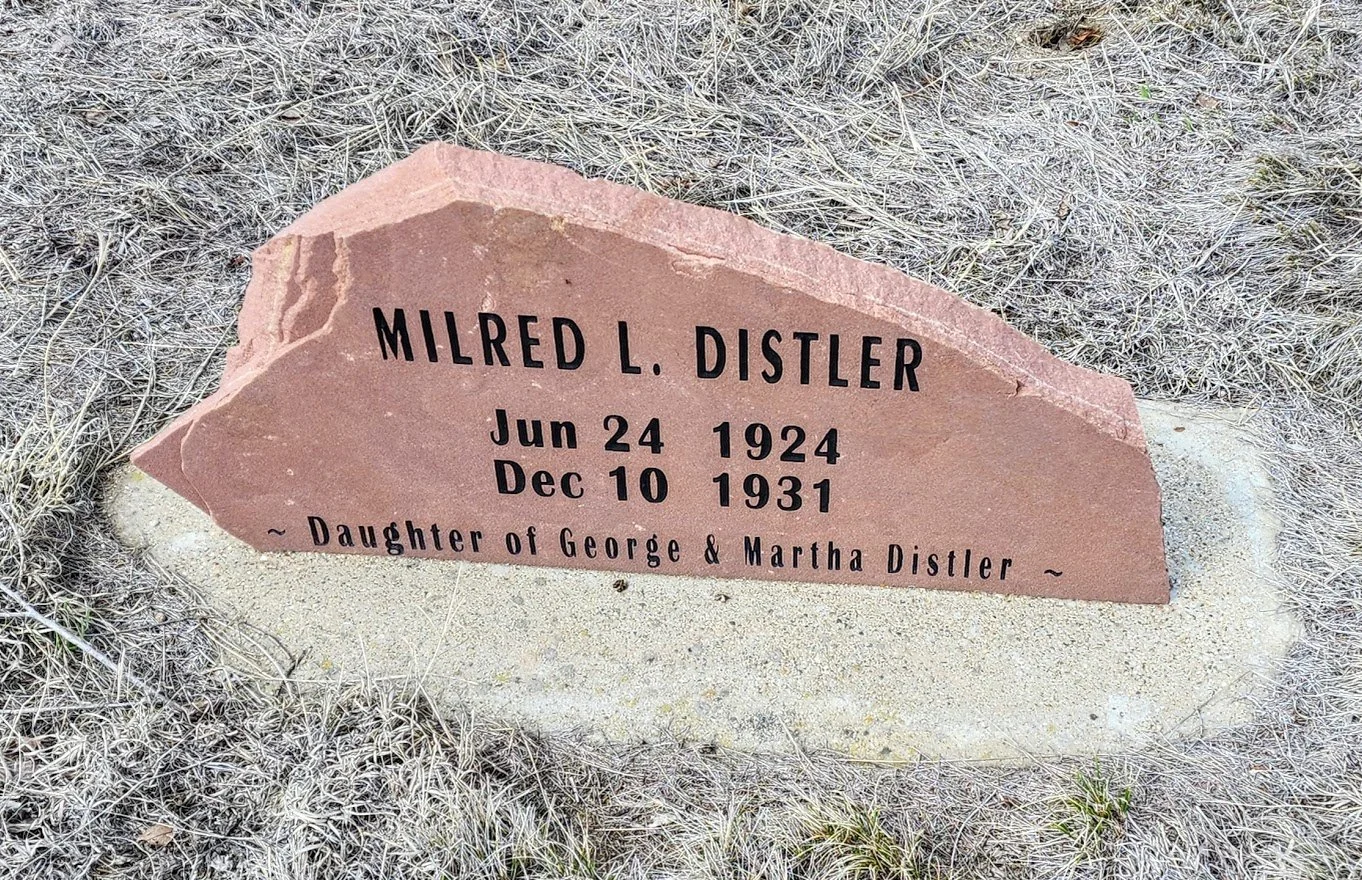 MILRED L. DISTLER
Jun 24 1924
Dec 10 1931
~ Daughter of George & Martha Distler ~